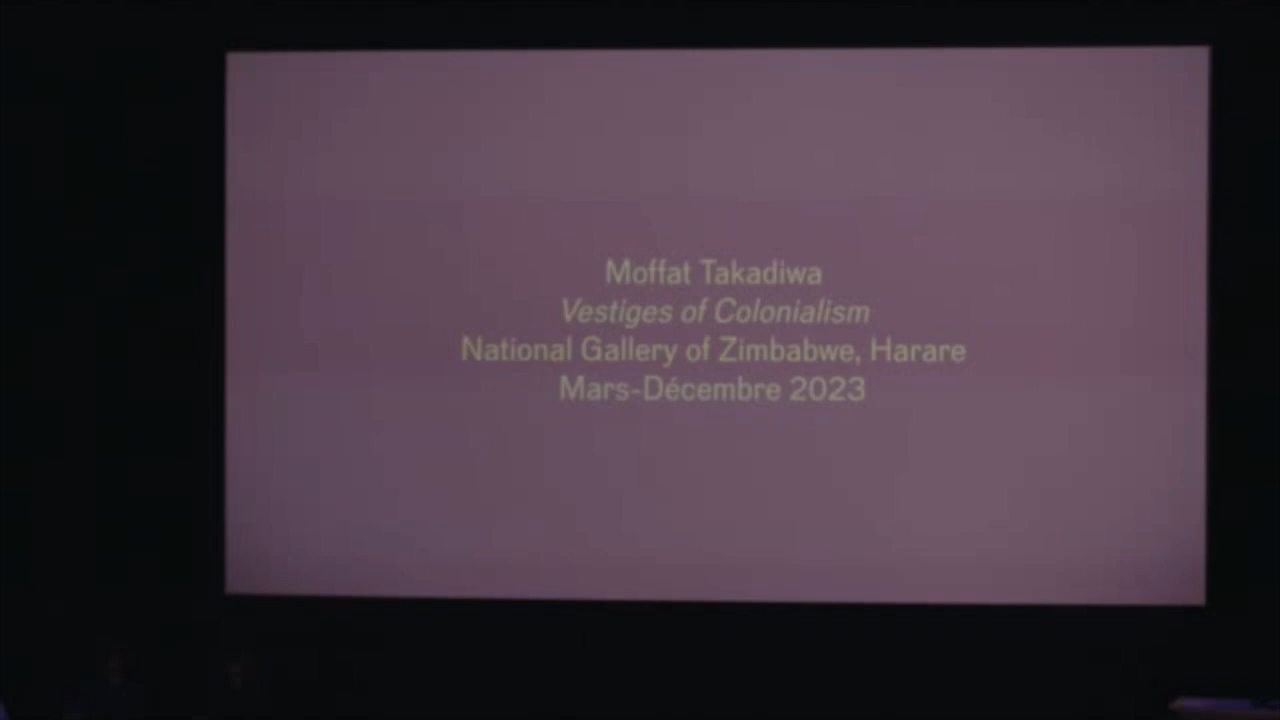 Moffat Takadiwa
Vestiges of Colonialism
National Gallery of Zimbabwe, Harare
Mars-Décembre 2023